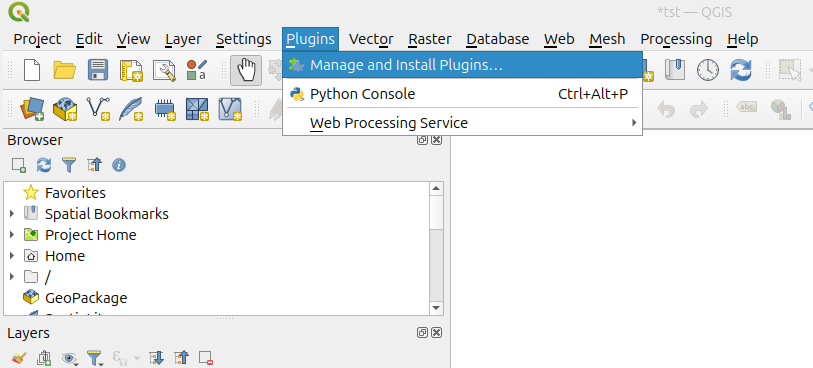 *tst — QGIS
Project Edit View Layer Settings Plugins Vector Raster Database Web Mesh Processing Help
Manage and Install Plugins…
Python Console Ctrl+Alt+P
Web Processing Service
abc
Browser
Favorites
Spatial Bookmarks
Project Home
Home
/
GeoPackage
Layers